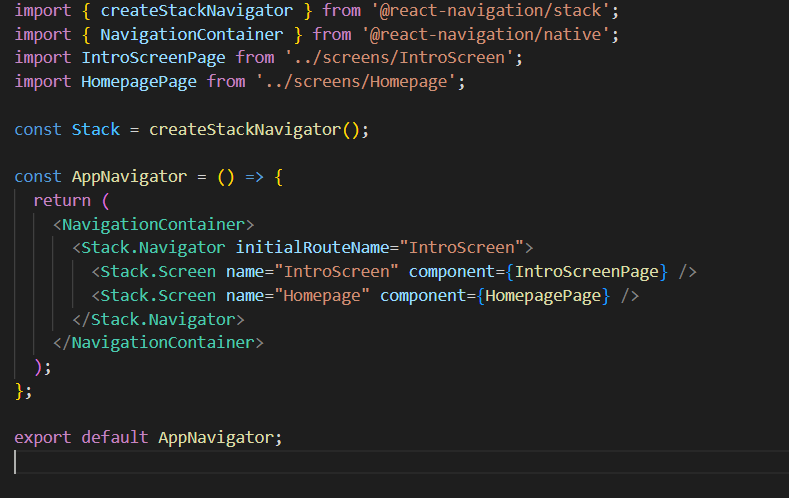 import { createStackNavigator } from '@react-navigation/stack';
import { NavigationContainer } from '@react-navigation/native';
import IntroScreenPage from '../screens/IntroScreen';
import HomepagePage from '../screens/Homepage';

const Stack = createStackNavigator();

const AppNavigator = () => {
  return (
    <NavigationContainer>
      <Stack.Navigator initialRouteName="IntroScreen">
        <Stack.Screen name="IntroScreen" component={IntroScreenPage} />
        <Stack.Screen name="Homepage" component={HomepagePage} />
      </Stack.Navigator>
    </NavigationContainer>
  );
};

export default AppNavigator;